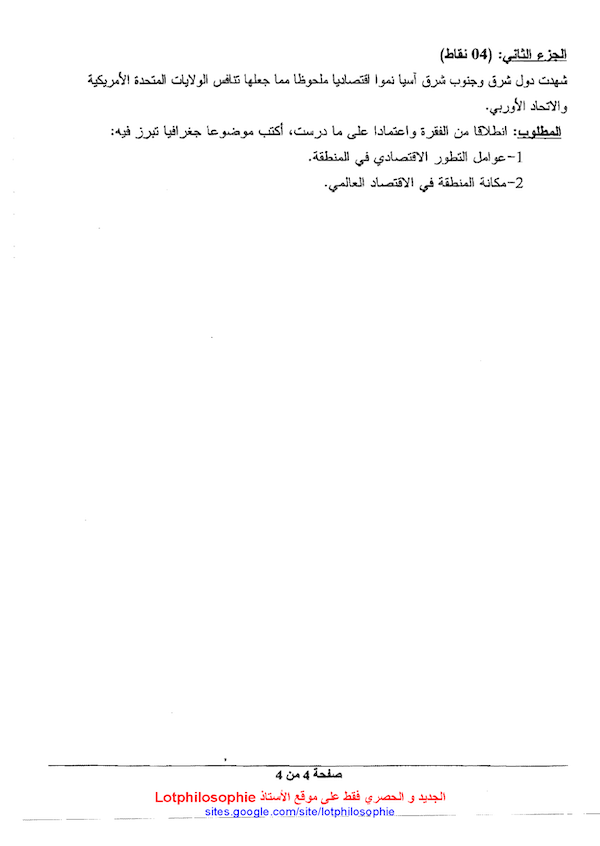 الجزء الثاني: (04 نقاط)
شهدت دول شرق وجنوب شرق آسيا نموا اقتصاديا ملحوظا مما جعلها تنافس الولايات المتحدة الأمريكية
والاتحاد الأوربي.
المطلوب: انطلاقا من الفقرة واعتمادا على ما درست، أكتب موضوعا جغرافيا تبرز فيه:
1-عوامل التطور الاقتصادي في للمنطقة.
2-مكانة المنطقة في الاقتصاد العالمي.
صفحة 4 من 4
الجديد و الحصري فقط على موقع الأستاذ Lotphilosophie
sites.google.com/site/lotphilosophie